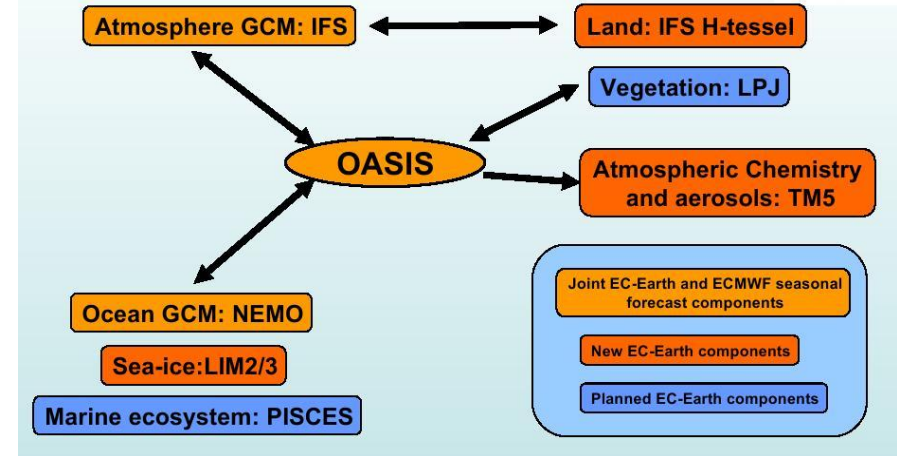 Atmosphere GCM: IFS
Land: IFS H-tessel
Vegetation: LPJ
OASIS
Atmospheric Chemistry
and aerosols: TM5
Ocean GCM: NEMO
Sea-ice:LIM2/3
Marine ecosystem: PISCES
Joint EC-Earth and ECMWF seasonal
forecast components
New EC-Earth components
Planned EC-Earth components